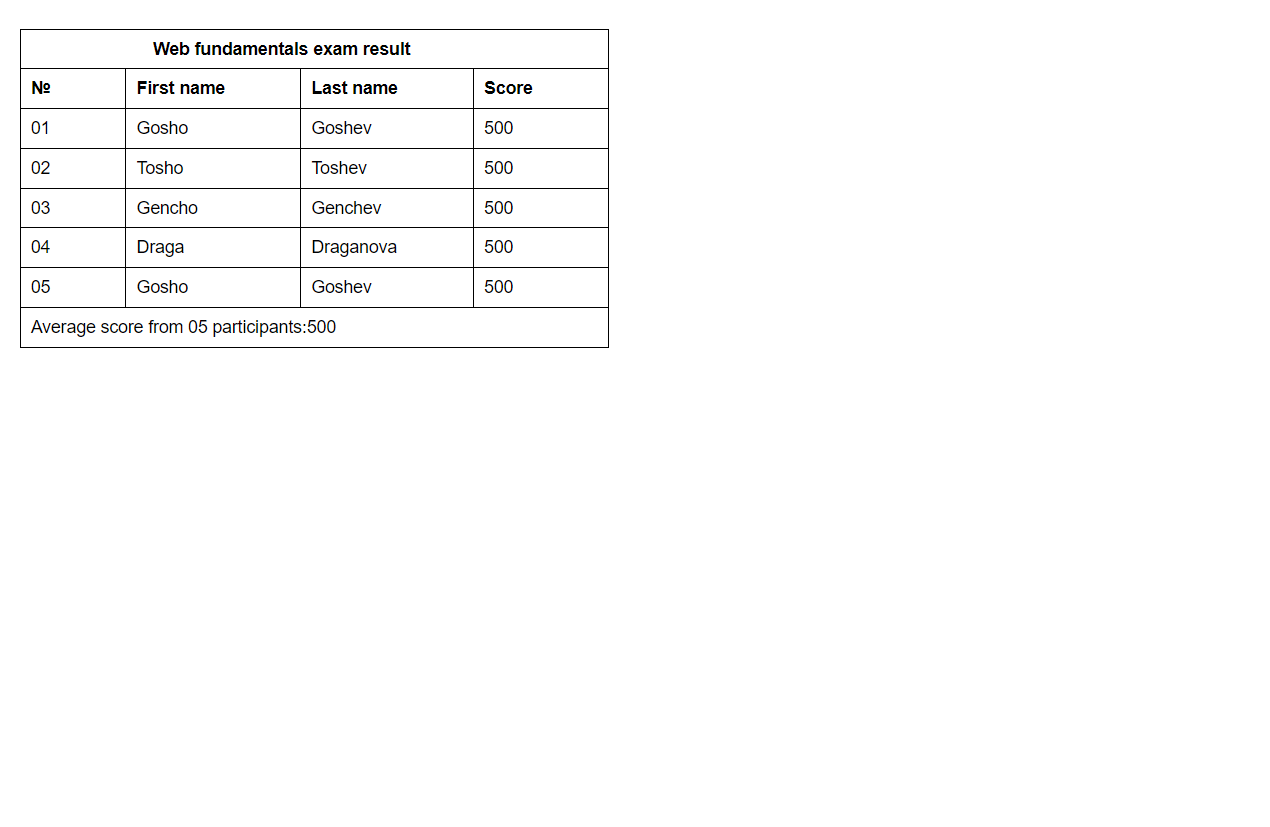 Web fundamentals exam result
№ First name Last name Score
01 Gosho Goshev 500
02 Tosho Toshev 500
03 Gencho Genchev 500
04 Draga Draganova 500
05 Gosho Goshev 500
Average score from 05 participants:500